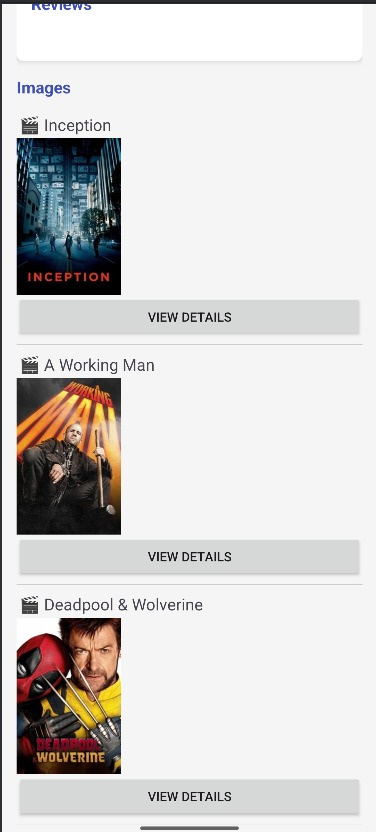 Reviews
Images
🎬 Inception
INCEPTION
VIEW DETAILS
🎬 A Working Man
WORKING
MAN
VIEW DETAILS
🎬 Deadpool & Wolverine
DEADPOOL
WOLVERINE
VIEW DETAILS